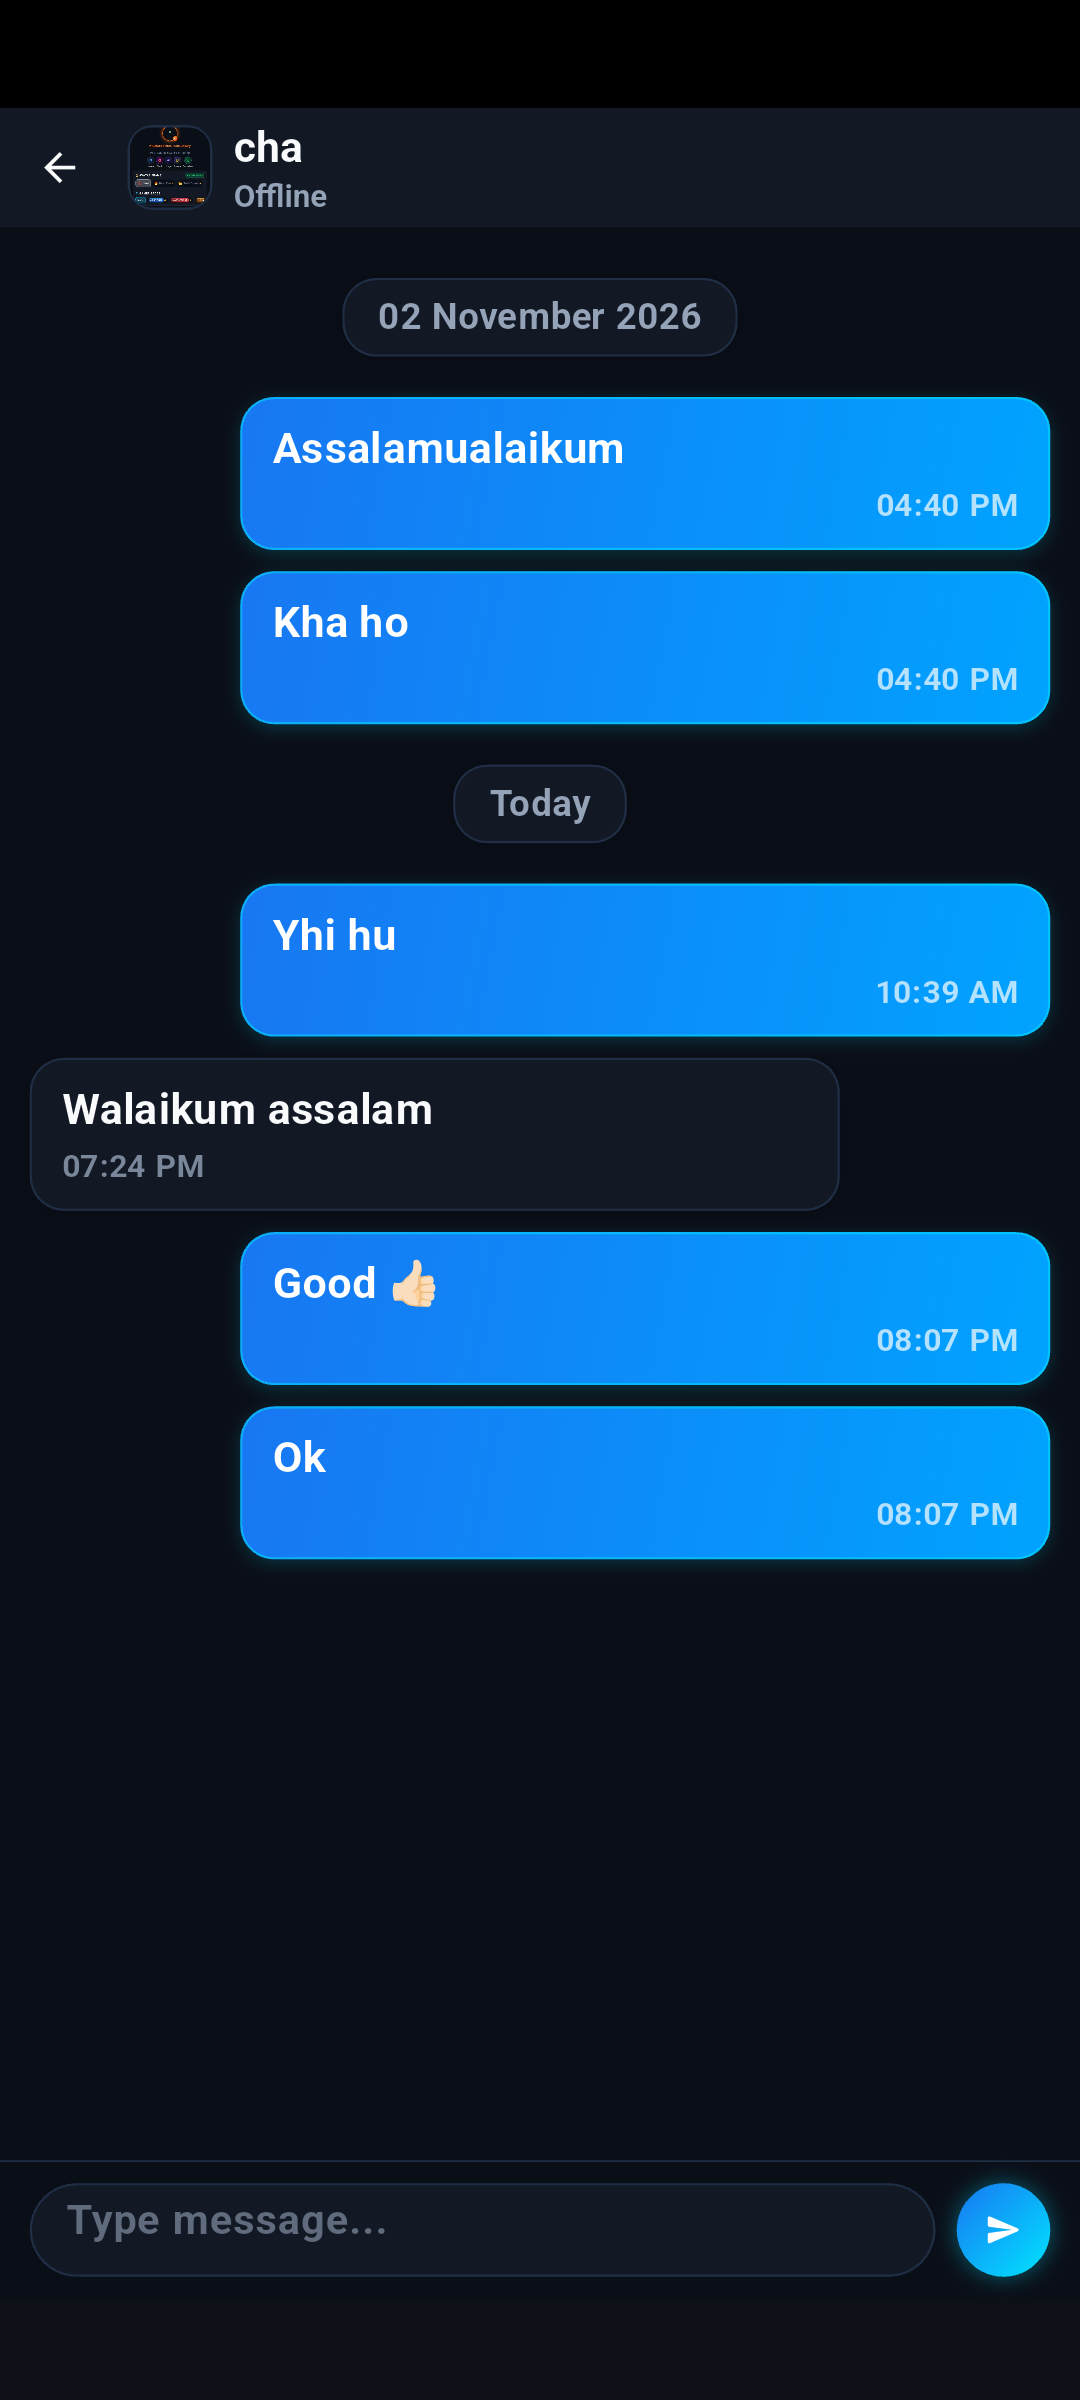 cha
Offline
02 November 2026
Assalamualaikum
04:40 PM
Kha ho
04:40 PM
Today
Yhi hu
10:39 AM
Walaikum assalam
07:24 PM
Good 👍🏻
08:07 PM
Ok
08:07 PM
Type message...